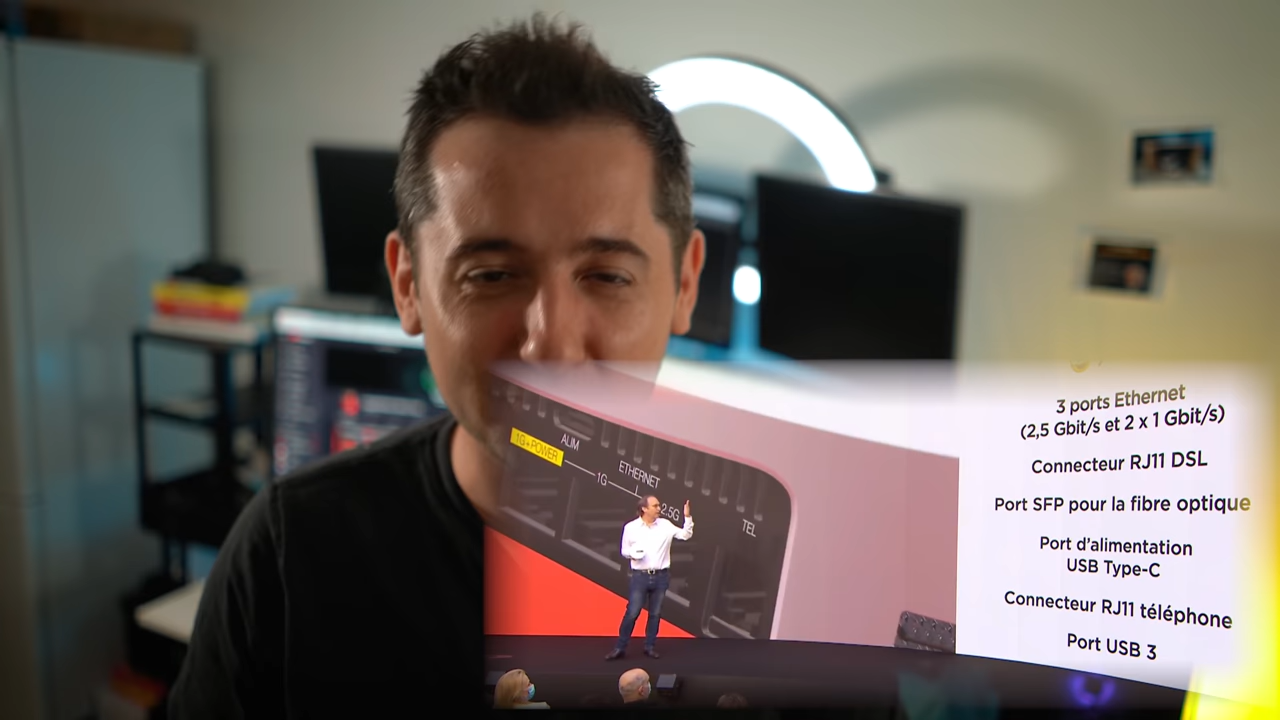 1G+POWER
ALIM
1G
ETHERNET
2.5G
TEL
3 ports Ethernet
(2,5 Gbit/s et 2 x 1 Gbit/s)
Connecteur RJ11 DSL
Port SFP pour la fibre optique
Port d'alimentation
USB Type-C
Connecteur RJ11 téléphone
Port USB 3